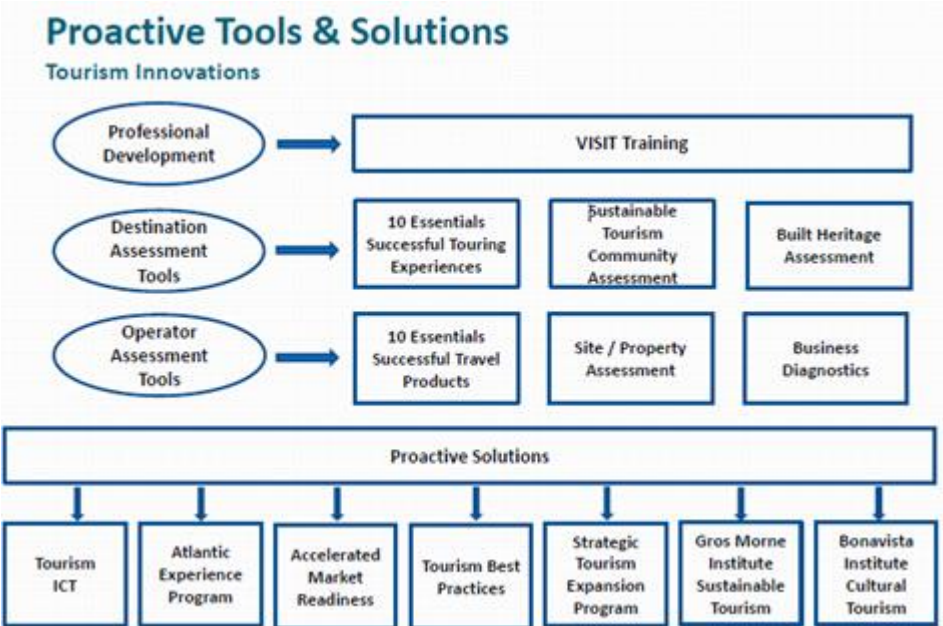 Proactive Tools & Solutions
Tourism Innovations
Professional
Development
VISIT Training
Destination
Assessment
Tools
10 Essentials
Successful Touring
Experiences
Sustainable
Tourism
Community
Assessment
Built Heritage
Assessment
Operator
Assessment
Tools
10 Essentials
Successful Travel
Products
Site / Property
Assessment
Business
Diagnostics
Proactive Solutions
Tourism
ICT
Atlantic
Experience
Program
Accelerated
Market
Readiness
Tourism Best
Practices
Strategic
Tourism
Expansion
Program
Gros Morne
Institute
Sustainable
Tourism
Bonavista
Institute
Cultural
Tourism